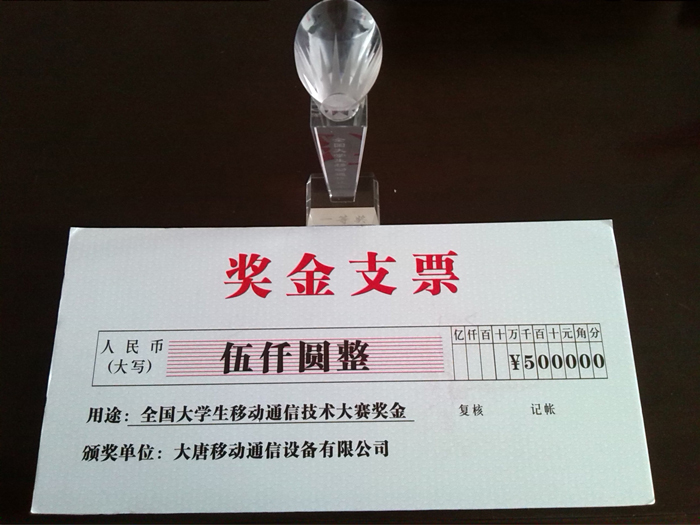 一等奖
奖金支票
人民币
(大写)
伍仟圆整
亿仟百十万千百十元角分
¥500000
用途：全国大学生移动通信技术大赛奖金
复核 记帐
颁奖单位：大唐移动通信设备有限公司